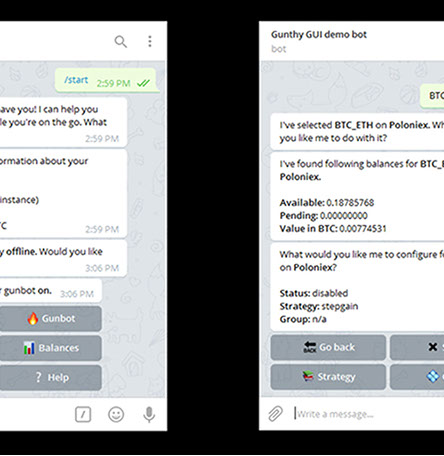 /start 2:59 PM
ave you! I can help you
le you're on the go. What
2:59 PM
ormation about your
instance)
TC
2:59 PM
y offline. Would you like
3:06 PM
r gunbot on. 3:06 PM
Gunbot
Balances
? Help
Gunthy GUI demo bot
bot
BTC
I've selected BTC_ETH on Poloniex. Wh
you like me to do with it?
I've found following balances for BTC_E
Poloniex.
Available: 0.18785768
Pending: 0.00000000
Value in BTC: 0.00774531
What would you like me to configure f
on Poloniex?
Status: disabled
Strategy: stepgain
Group: n/a
BACK Go back
S
Strategy
Write a message...